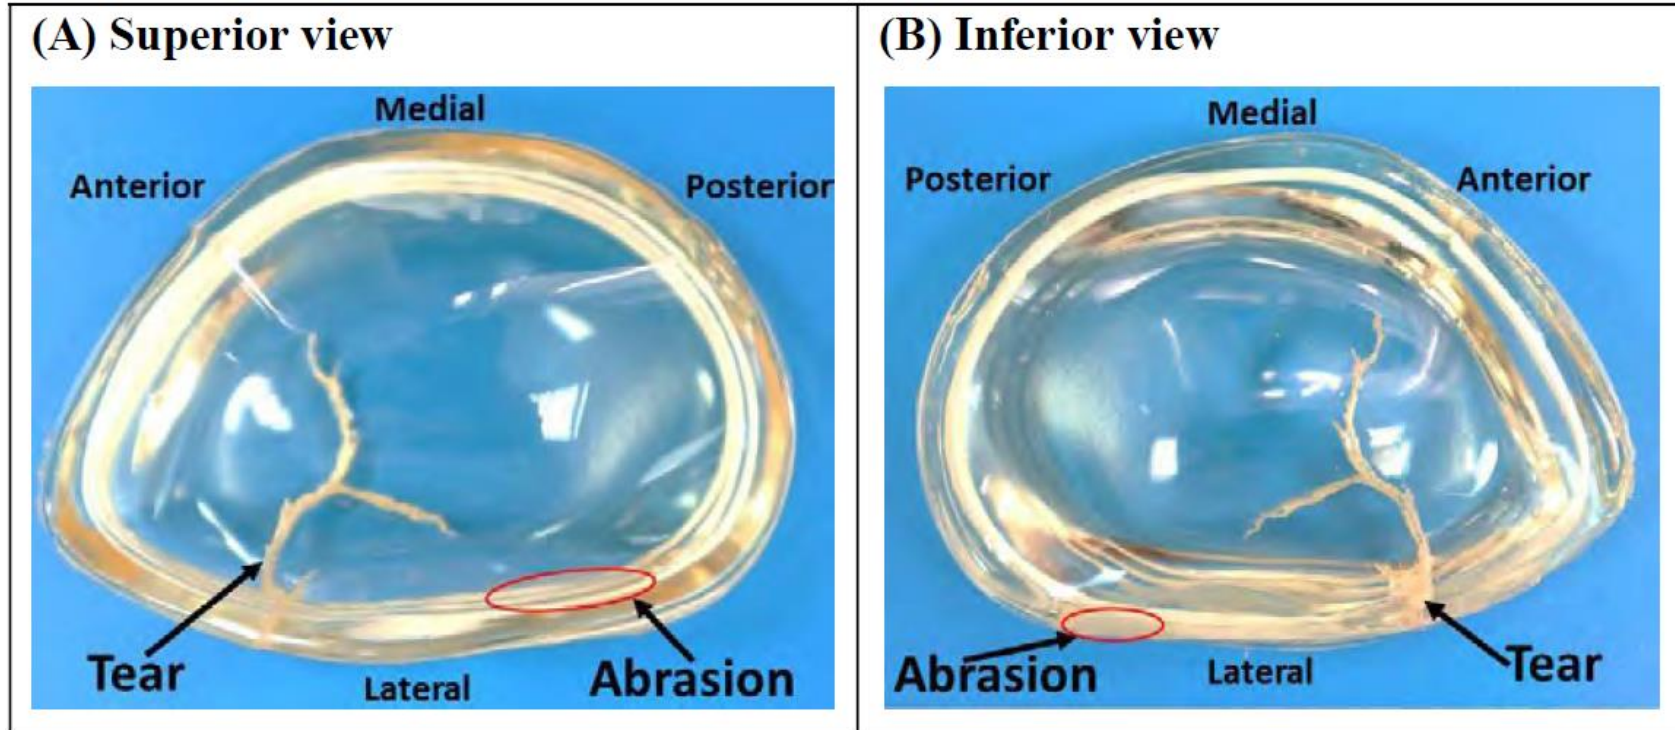 (A) Superior view
Medial
Anterior
Posterior
Tear
Lateral
Abrasion
(B) Inferior view
Medial
Posterior
Anterior
Abrasion
Lateral
Tear